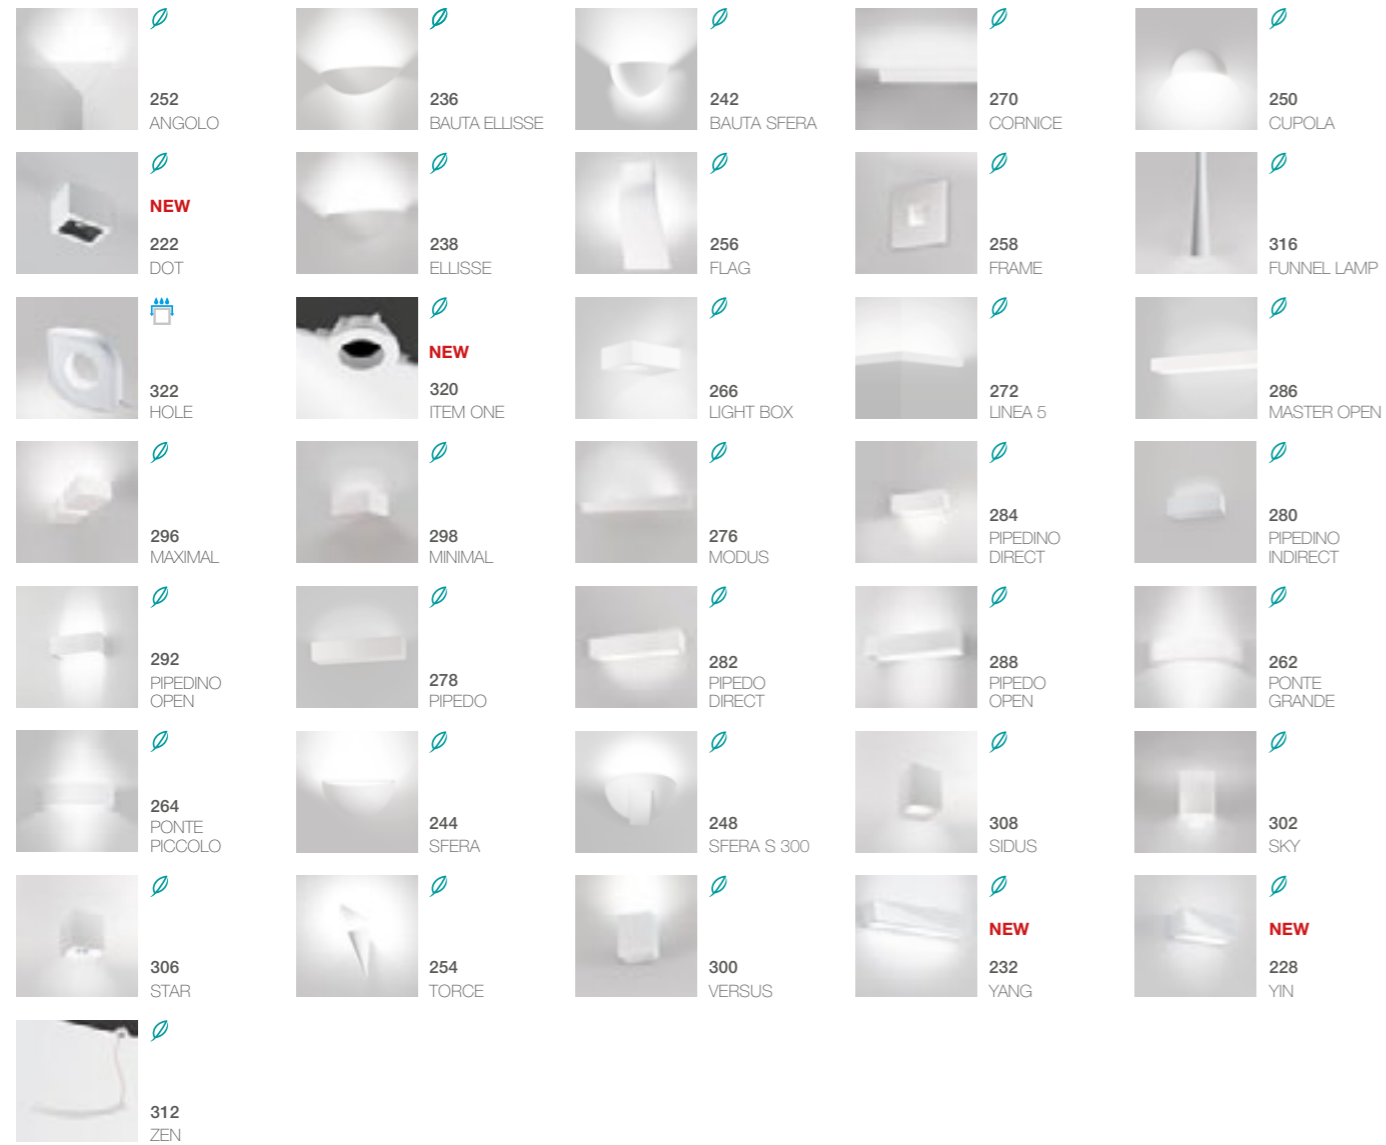 252
ANGOLO
236
BAUTA ELLISSE
242
BAUTA SFERA
270
CORNICE
250
CUPOLA
NEW
222
DOT
238
ELLISSE
256
FLAG
258
FRAME
316
FUNNEL LAMP
322
HOLE
NEW
320
ITEM ONE
266
LIGHT BOX
272
LINEA 5
286
MASTER OPEN
296
MAXIMAL
298
MINIMAL
276
MODUS
284
PIPEDINO
DIRECT
280
PIPEDINO
INDIRECT
292
PIPEDINO
OPEN
278
PIPEDO
282
PIPEDO
DIRECT
288
PIPEDO
OPEN
262
PONTE
GRANDE
264
PONTE
PICCOLO
244
SFERA
248
SFERA S 300
308
SIDUS
302
SKY
306
STAR
254
TORCE
300
VERSUS
NEW
232
YANG
NEW
228
YIN
312
ZEN